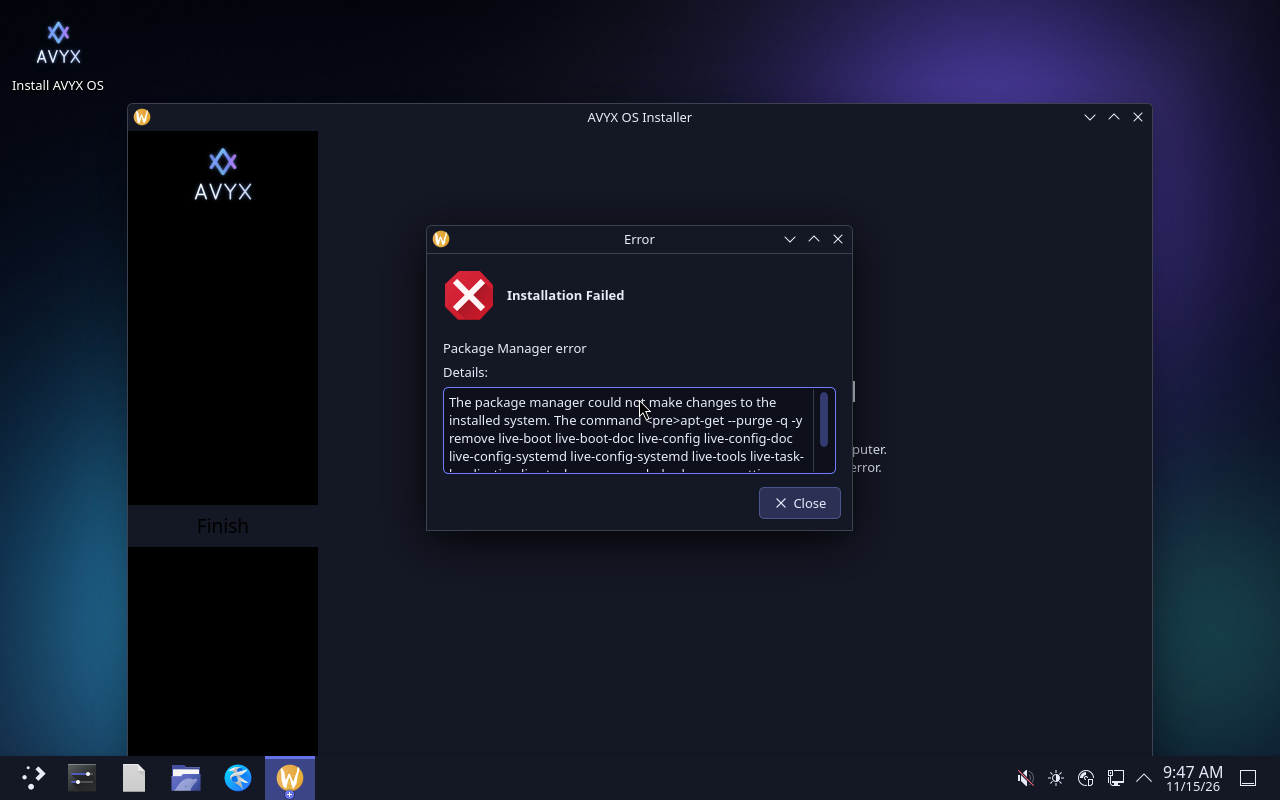 AVYX
Install AVYX OS
AVYX OS Installer
AVYX
Error
Installation Failed
Package Manager error
Details:
The package manager could not make changes to the
installed system. The command <pre>apt-get --purge -q -y
remove live-boot live-boot-doc live-config live-config-doc
live-config-systemd live-config-systemd live-tools live-task-
Close
puter.
error.
Finish
9:47 AM
11/15/26